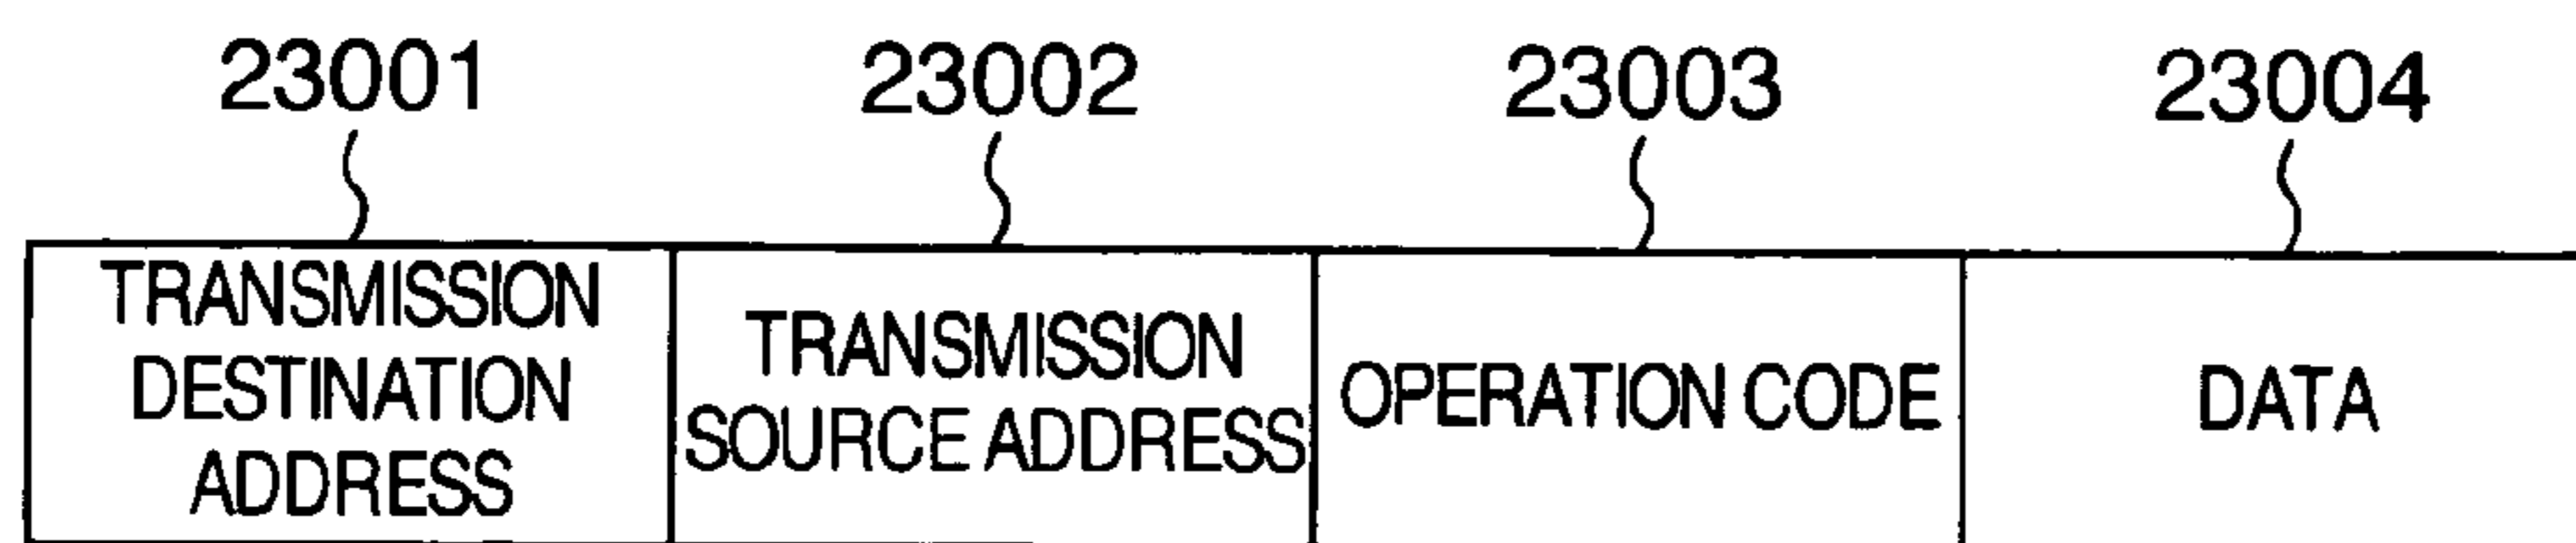 23001 23002 23003 23004
TRANSMISSION
DESTINATION
ADDRESS
TRANSMISSION
SOURCE ADDRESS
OPERATION CODE
DATA